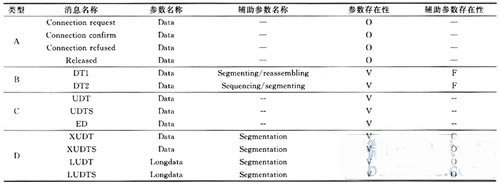 类型 消息名称 参数名称 辅助参数名称 参数存在性 辅助参数存在性
A
Connection request Data — O —
Connection confirm Data — O —
Connection refused Data — O —
Released Data — O —
B
DT1 Data Segmenting/reassembling V F
DT2 Data Sequencing/segmenting V F
C
UDT Data -- V --
UDTS Data -- V --
ED Data -- V --
D
XUDT Data Segmentation V
XUDTS Data Segmentation V O
LUDT Longdata Segmentation O
LUDTS Longdata Segmentation O